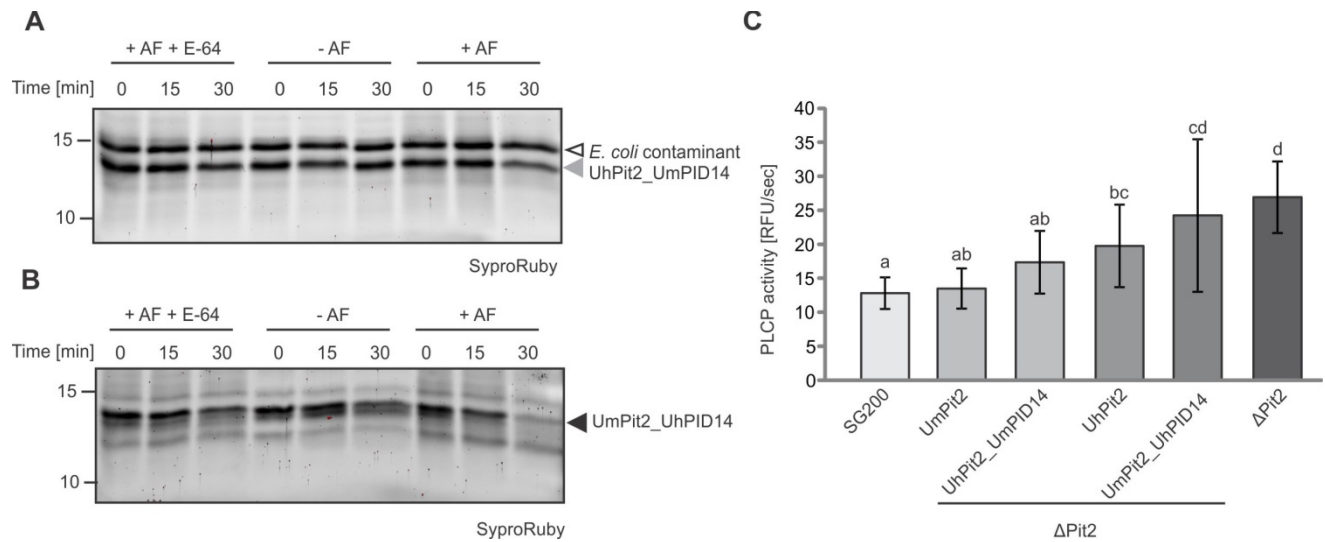 A
+ AF + E-64 - AF + AF
Time [min] 0 15 30 0 15 30 0 15 30
15
E. coli contaminant
UhPit2_UmPID14
10
SyproRuby
B
+ AF + E-64 - AF + AF
Time [min] 0 15 30 0 15 30 0 15 30
15
UmPit2_UhPID14
10
SyproRuby
C
PLCP activity [RFU/sec]
40
35
30
25
20
15
10
5
0
a ab ab bc cd d
SG200 UmPit2 UhPit2_UmPID14 UhPit2 UmPit2_UhPID14 ΔPit2
ΔPit2